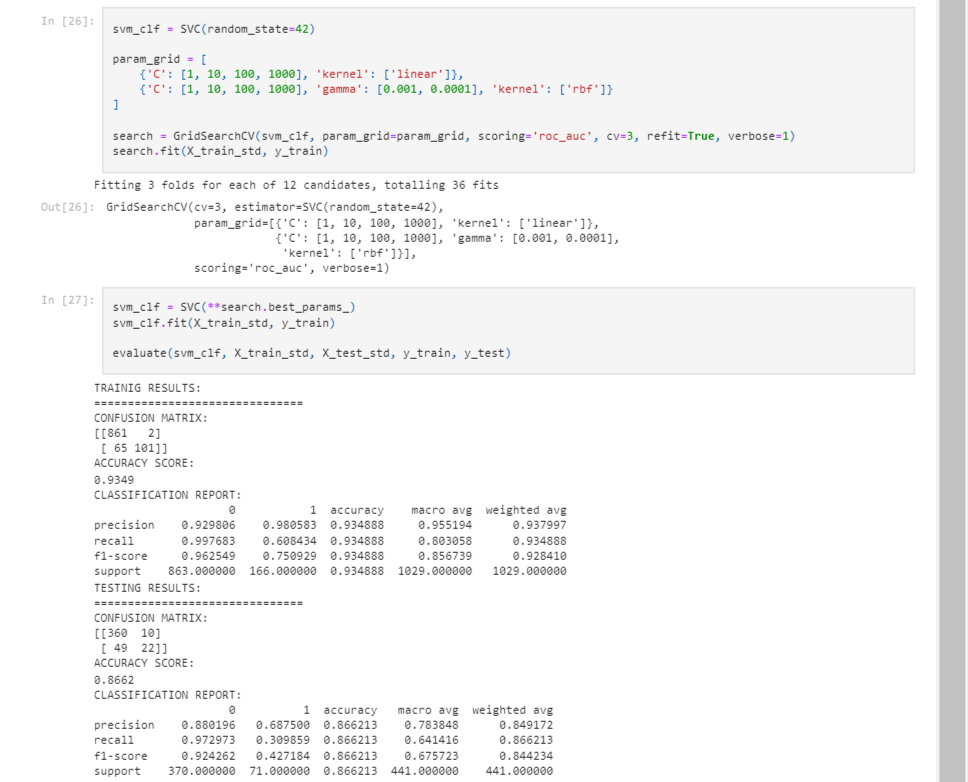 In [26]:
svm_clf = SVC(random_state=42)
param_grid = [
    {'C': [1, 10, 100, 1000], 'kernel': ['linear']},
    {'C': [1, 10, 100, 1000], 'gamma': [0.001, 0.0001], 'kernel': ['rbf']}
]
search = GridSearchCV(svm_clf, param_grid=param_grid, scoring='roc_auc', cv=3, refit=True, verbose=1)
search.fit(X_train_std, y_train)
Fitting 3 folds for each of 12 candidates, totalling 36 fits
Out[26]: GridSearchCV(cv=3, estimator=SVC(random_state=42),
             param_grid=[{'C': [1, 10, 100, 1000], 'kernel': ['linear']},
                         {'C': [1, 10, 100, 1000], 'gamma': [0.001, 0.0001],
                          'kernel': ['rbf']}],
             scoring='roc_auc', verbose=1)
In [27]:
svm_clf = SVC(**search.best_params_)
svm_clf.fit(X_train_std, y_train)
evaluate(svm_clf, X_train_std, X_test_std, y_train, y_test)
TRAINIG RESULTS:
===============================
CONFUSION MATRIX:
[[861   2]
 [ 65 101]]
ACCURACY SCORE:
0.9349
CLASSIFICATION REPORT:
                    0           1  accuracy    macro avg  weighted avg
precision    0.929806    0.980583  0.934888     0.955194      0.937997
recall       0.997683    0.608434  0.934888     0.803058      0.934888
f1-score     0.962549    0.750929  0.934888     0.856739      0.928410
support    863.000000  166.000000  0.934888  1029.000000   1029.000000
TESTING RESULTS:
===============================
CONFUSION MATRIX:
[[360  10]
 [ 49  22]]
ACCURACY SCORE:
0.8662
CLASSIFICATION REPORT:
                    0          1  accuracy   macro avg  weighted avg
precision    0.880196   0.687500  0.866213    0.783848      0.849172
recall       0.972973   0.309859  0.866213    0.641416      0.866213
f1-score     0.924262   0.427184  0.866213    0.675723      0.844234
support    370.000000  71.000000  0.866213  441.000000    441.000000